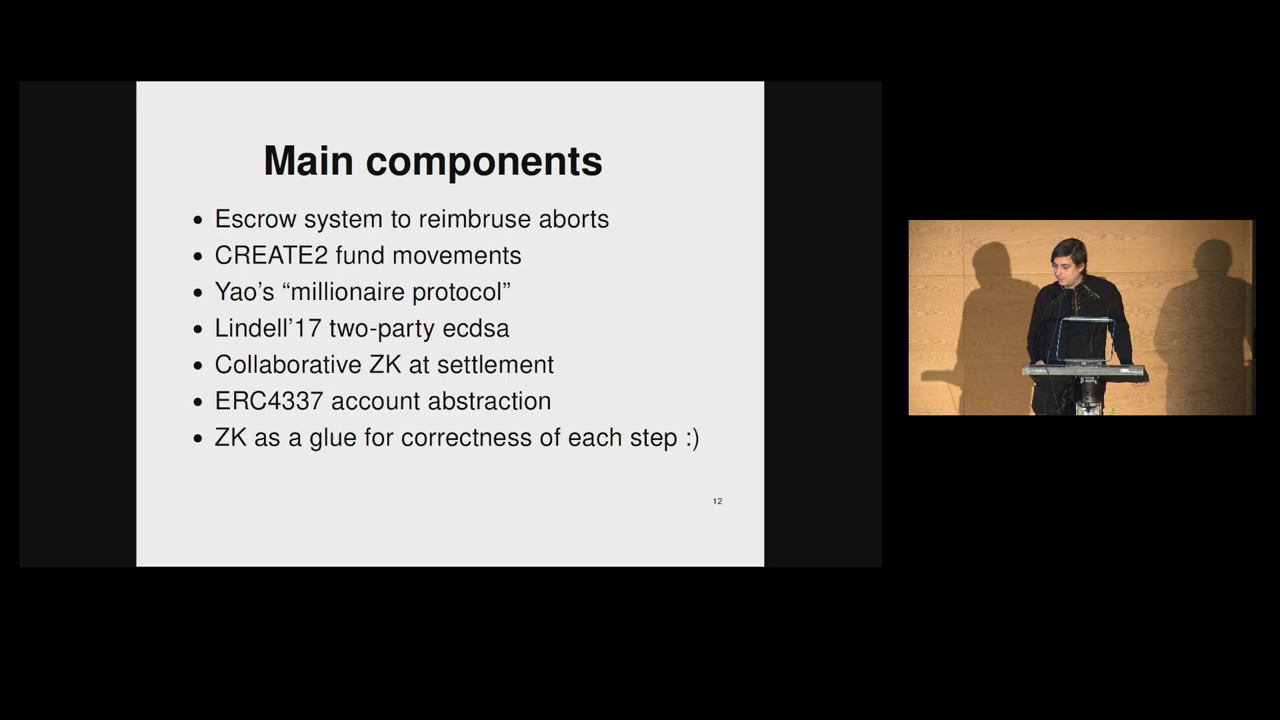 Main components
• Escrow system to reimbruse aborts
• CREATE2 fund movements
• Yao’s “millionaire protocol”
• Lindell’17 two-party ecdsa
• Collaborative ZK at settlement
• ERC4337 account abstraction
• ZK as a glue for correctness of each step :)
12